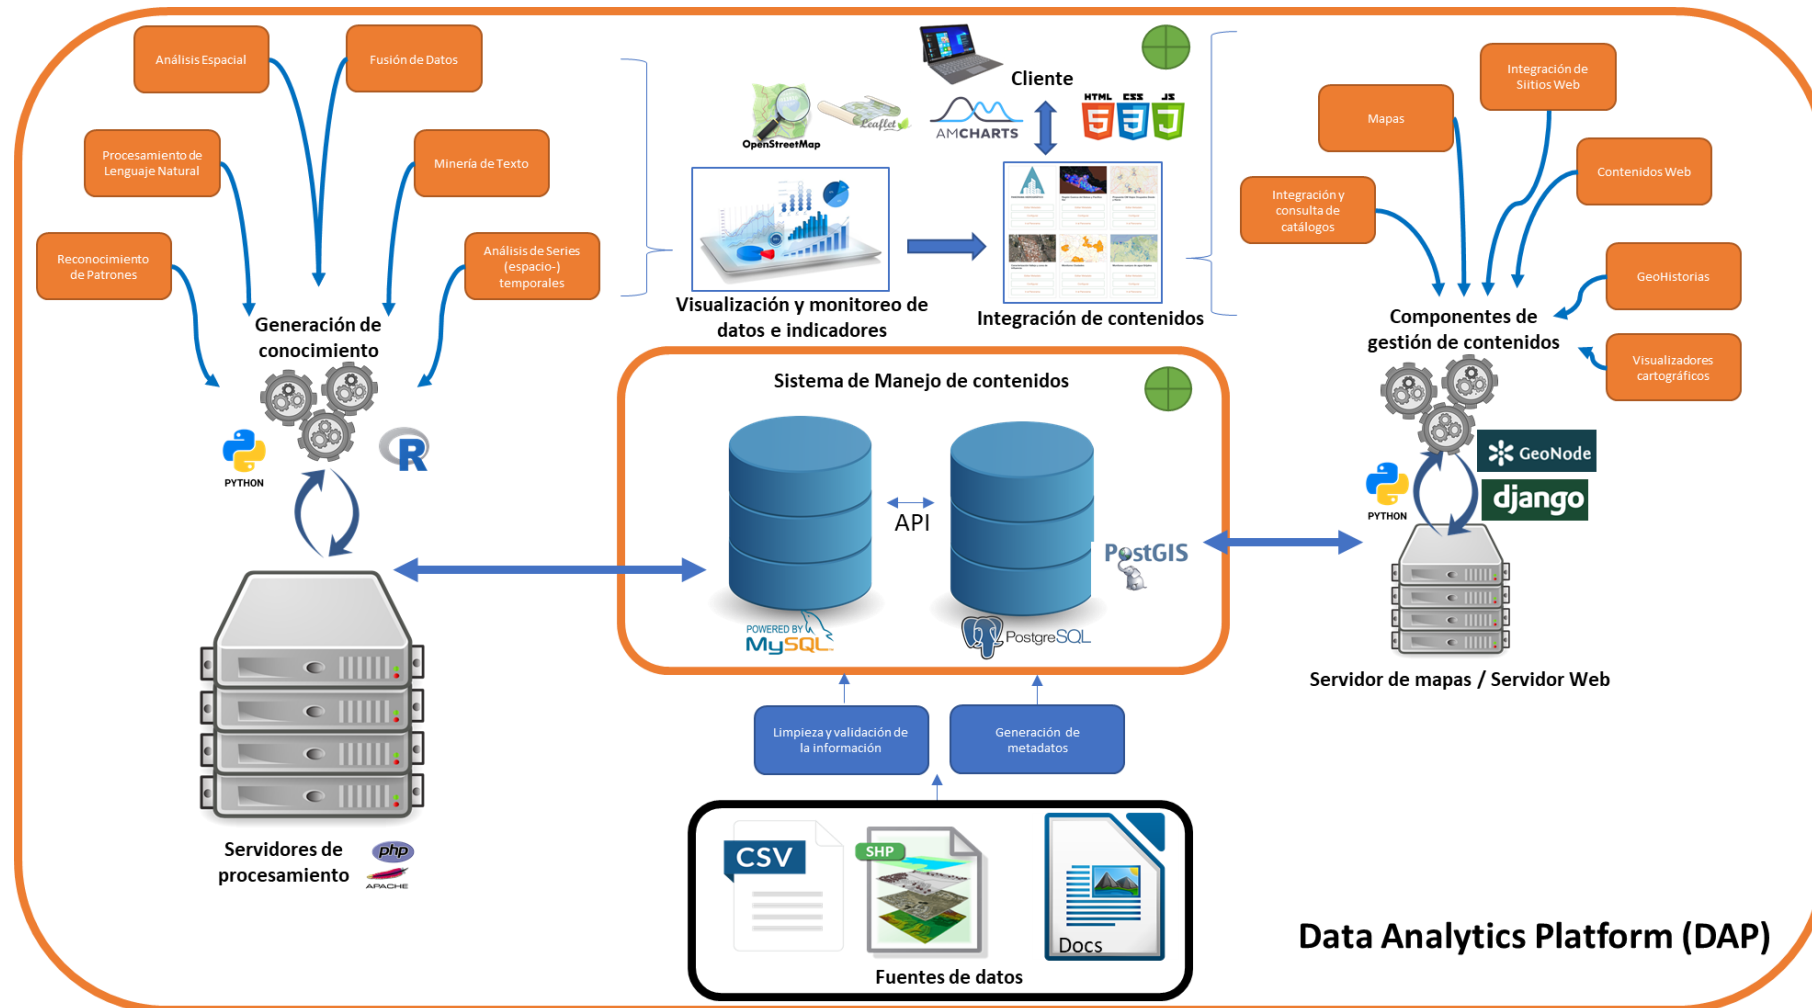 Análisis Espacial
Fusión de Datos
Procesamiento de
Lenguaje Natural
Minería de Texto
Reconocimiento
de Patrones
Análisis de Series
(espacio-)
temporales
Generación de
conocimiento
PYTHON
R
Servidores de
procesamiento
php
APACHE
OpenStreetMap
Leaflet
Cliente
AMCHARTS
HTML
CSS
JS
5
3
Visualización y monitoreo de
datos e indicadores
Integración de contenidos
Sistema de Manejo de contenidos
API
POWERED BY
MySQL
PostgreSQL
PostGIS
Limpieza y validación de
la información
Generación de
metadatos
CSV
SHP
Docs
Fuentes de datos
Integración de
Siitios Web
Mapas
Contenidos Web
Integración y
consulta de
catálogos
GeoHistorias
Visualizadores
cartográficos
Componentes de
gestión de contenidos
GeoNode
django
PYTHON
Servidor de mapas / Servidor Web
Data Analytics Platform (DAP)